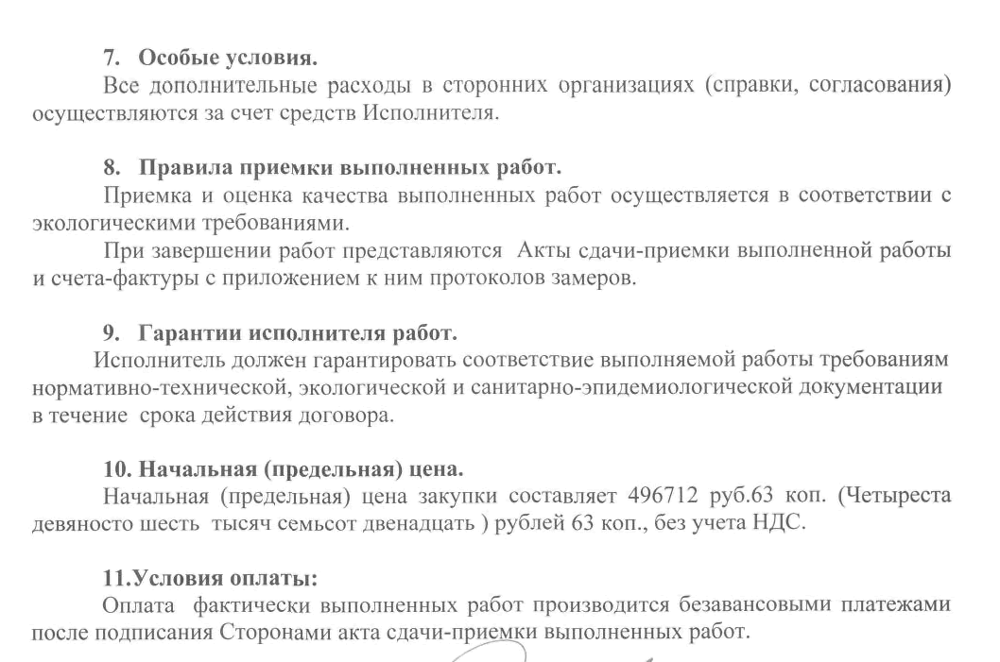 7. Особые условия.
Все дополнительные расходы в сторонних организациях (справки, согласования)
осуществляются за счет средств Исполнителя.
8. Правила приемки выполненных работ.
Приемка и оценка качества выполненных работ осуществляется в соответствии с
экологическими требованиями.
При завершении работ представляются Акты сдачи-приемки выполненной работы
и счета-фактуры с приложением к ним протоколов замеров.
9. Гарантии исполнителя работ.
Исполнитель должен гарантировать соответствие выполняемой работы требованиям
нормативно-технической, экологической и санитарно-эпидемиологической документации
в течение срока действия договора.
10. Начальная (предельная) цена.
Начальная (предельная) цена закупки составляет 496712 руб.63 коп. (Четыреста
девяносто шесть тысяч семьсот двенадцать ) рублей 63 коп., без учета НДС.
11.Условия оплаты:
Оплата фактически выполненных работ производится безавансовыми платежами
после подписания Сторонами акта сдачи-приемки выполненных работ.